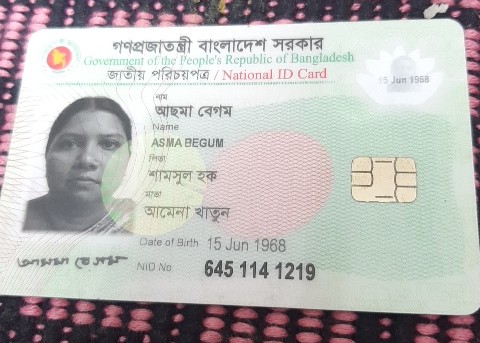 গণপ্রজাতন্ত্রী বাংলাদেশ সরকার
Government of the People's Republic of Bangladesh
জাতীয় পরিচয়পত্র / National ID Card
15 Jun 1968
নাম
আছমা বেগম
Name
ASMA BEGUM
পিতা
শামসুল হক
মাতা
আমেনা খাতুন
Date of Birth 15 Jun 1968
আসমা বেগম
NID No 645 114 1219